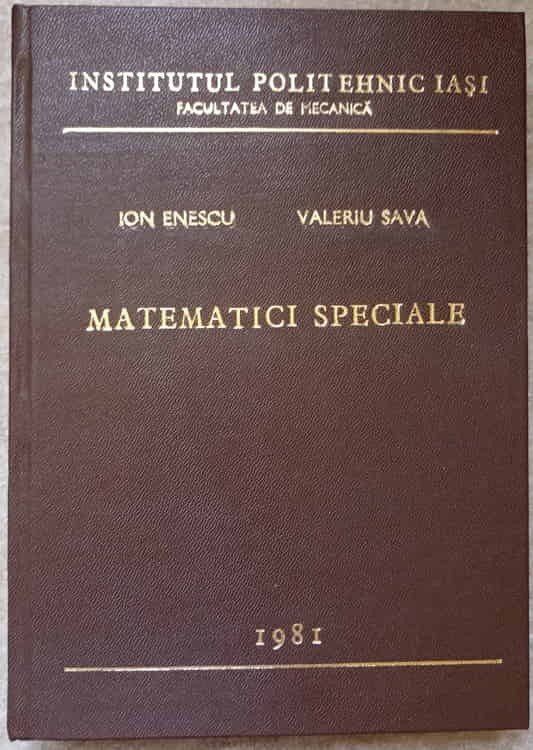 INSTITUTUL POLITEHNIC IAŞI
FACULTATEA DE MECANICĂ
ION ENESCU VALERIU SAVA
MATEMATICI SPECIALE
1981